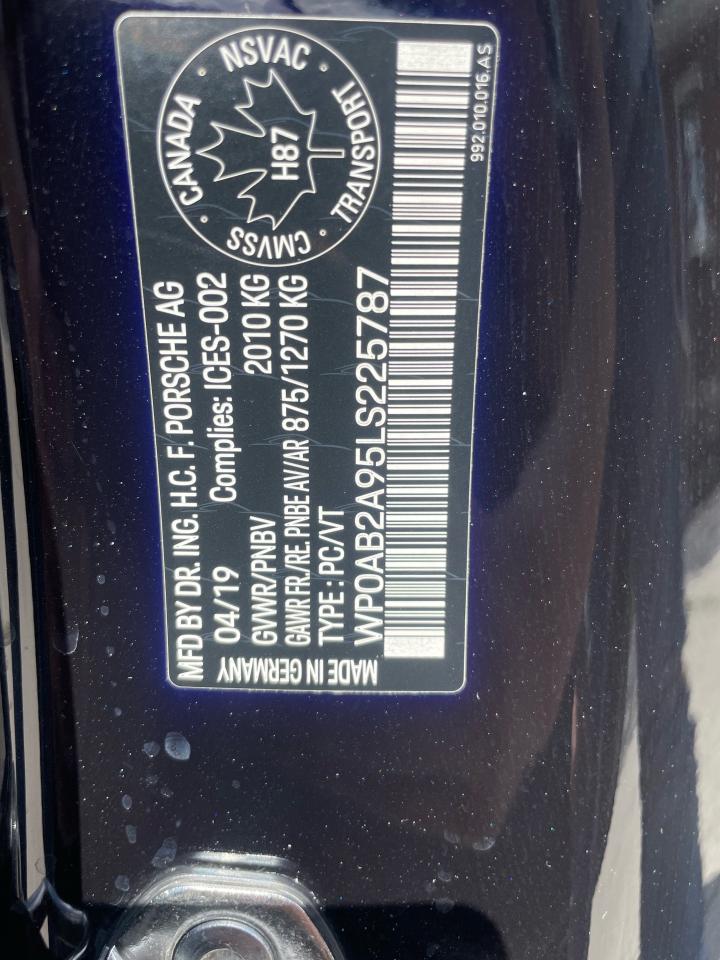 MFD BY DR. ING. H.C. F. PORSCHE AG
04/19 Complies: ICES-002
GVWR/PNBV 2010 KG
GAWR FR./RE. PNBE AV/AR 875/1270 KG
TYPE: PC/VT
WP0AB2A95LS225787
MADE IN GERMANY
CANADA · NSVAC · TRANSPORT · CMVSS ·
H87
992.010.016.AS